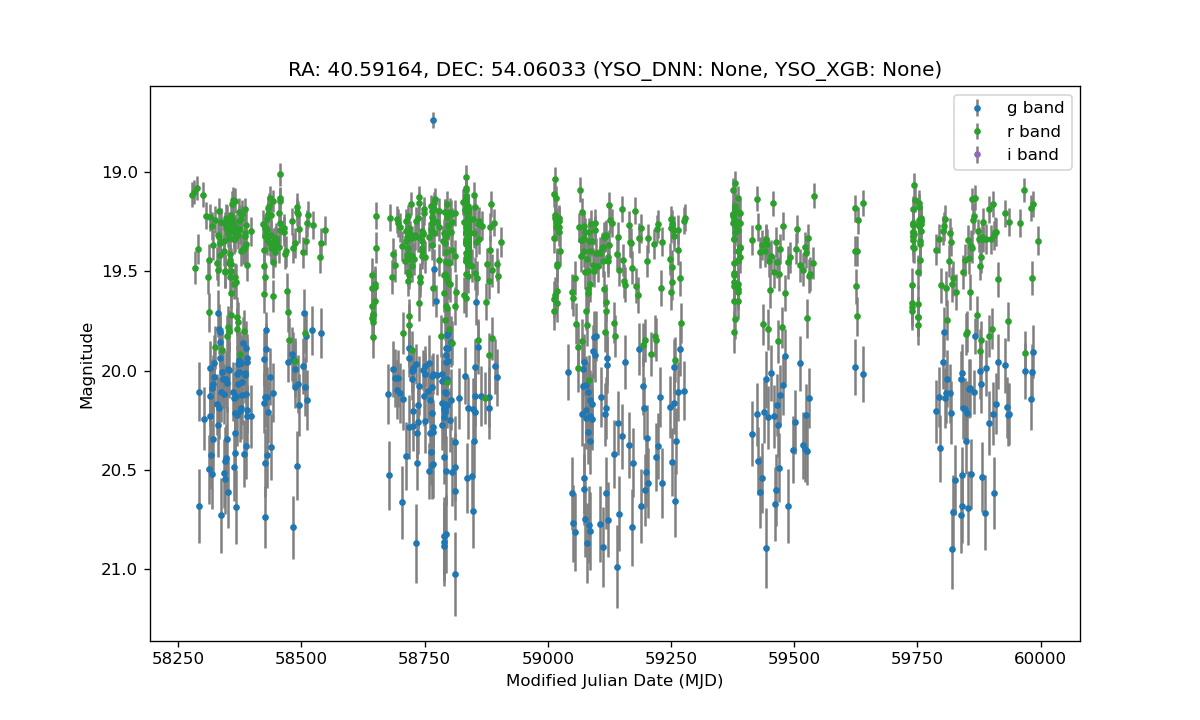 RA: 40.59164, DEC: 54.06033 (YSO_DNN: None, YSO_XGB: None)
g band
r band
i band
19.0
19.5
20.0
20.5
21.0
Magnitude
58250 58500 58750 59000 59250 59500 59750 60000
Modified Julian Date (MJD)